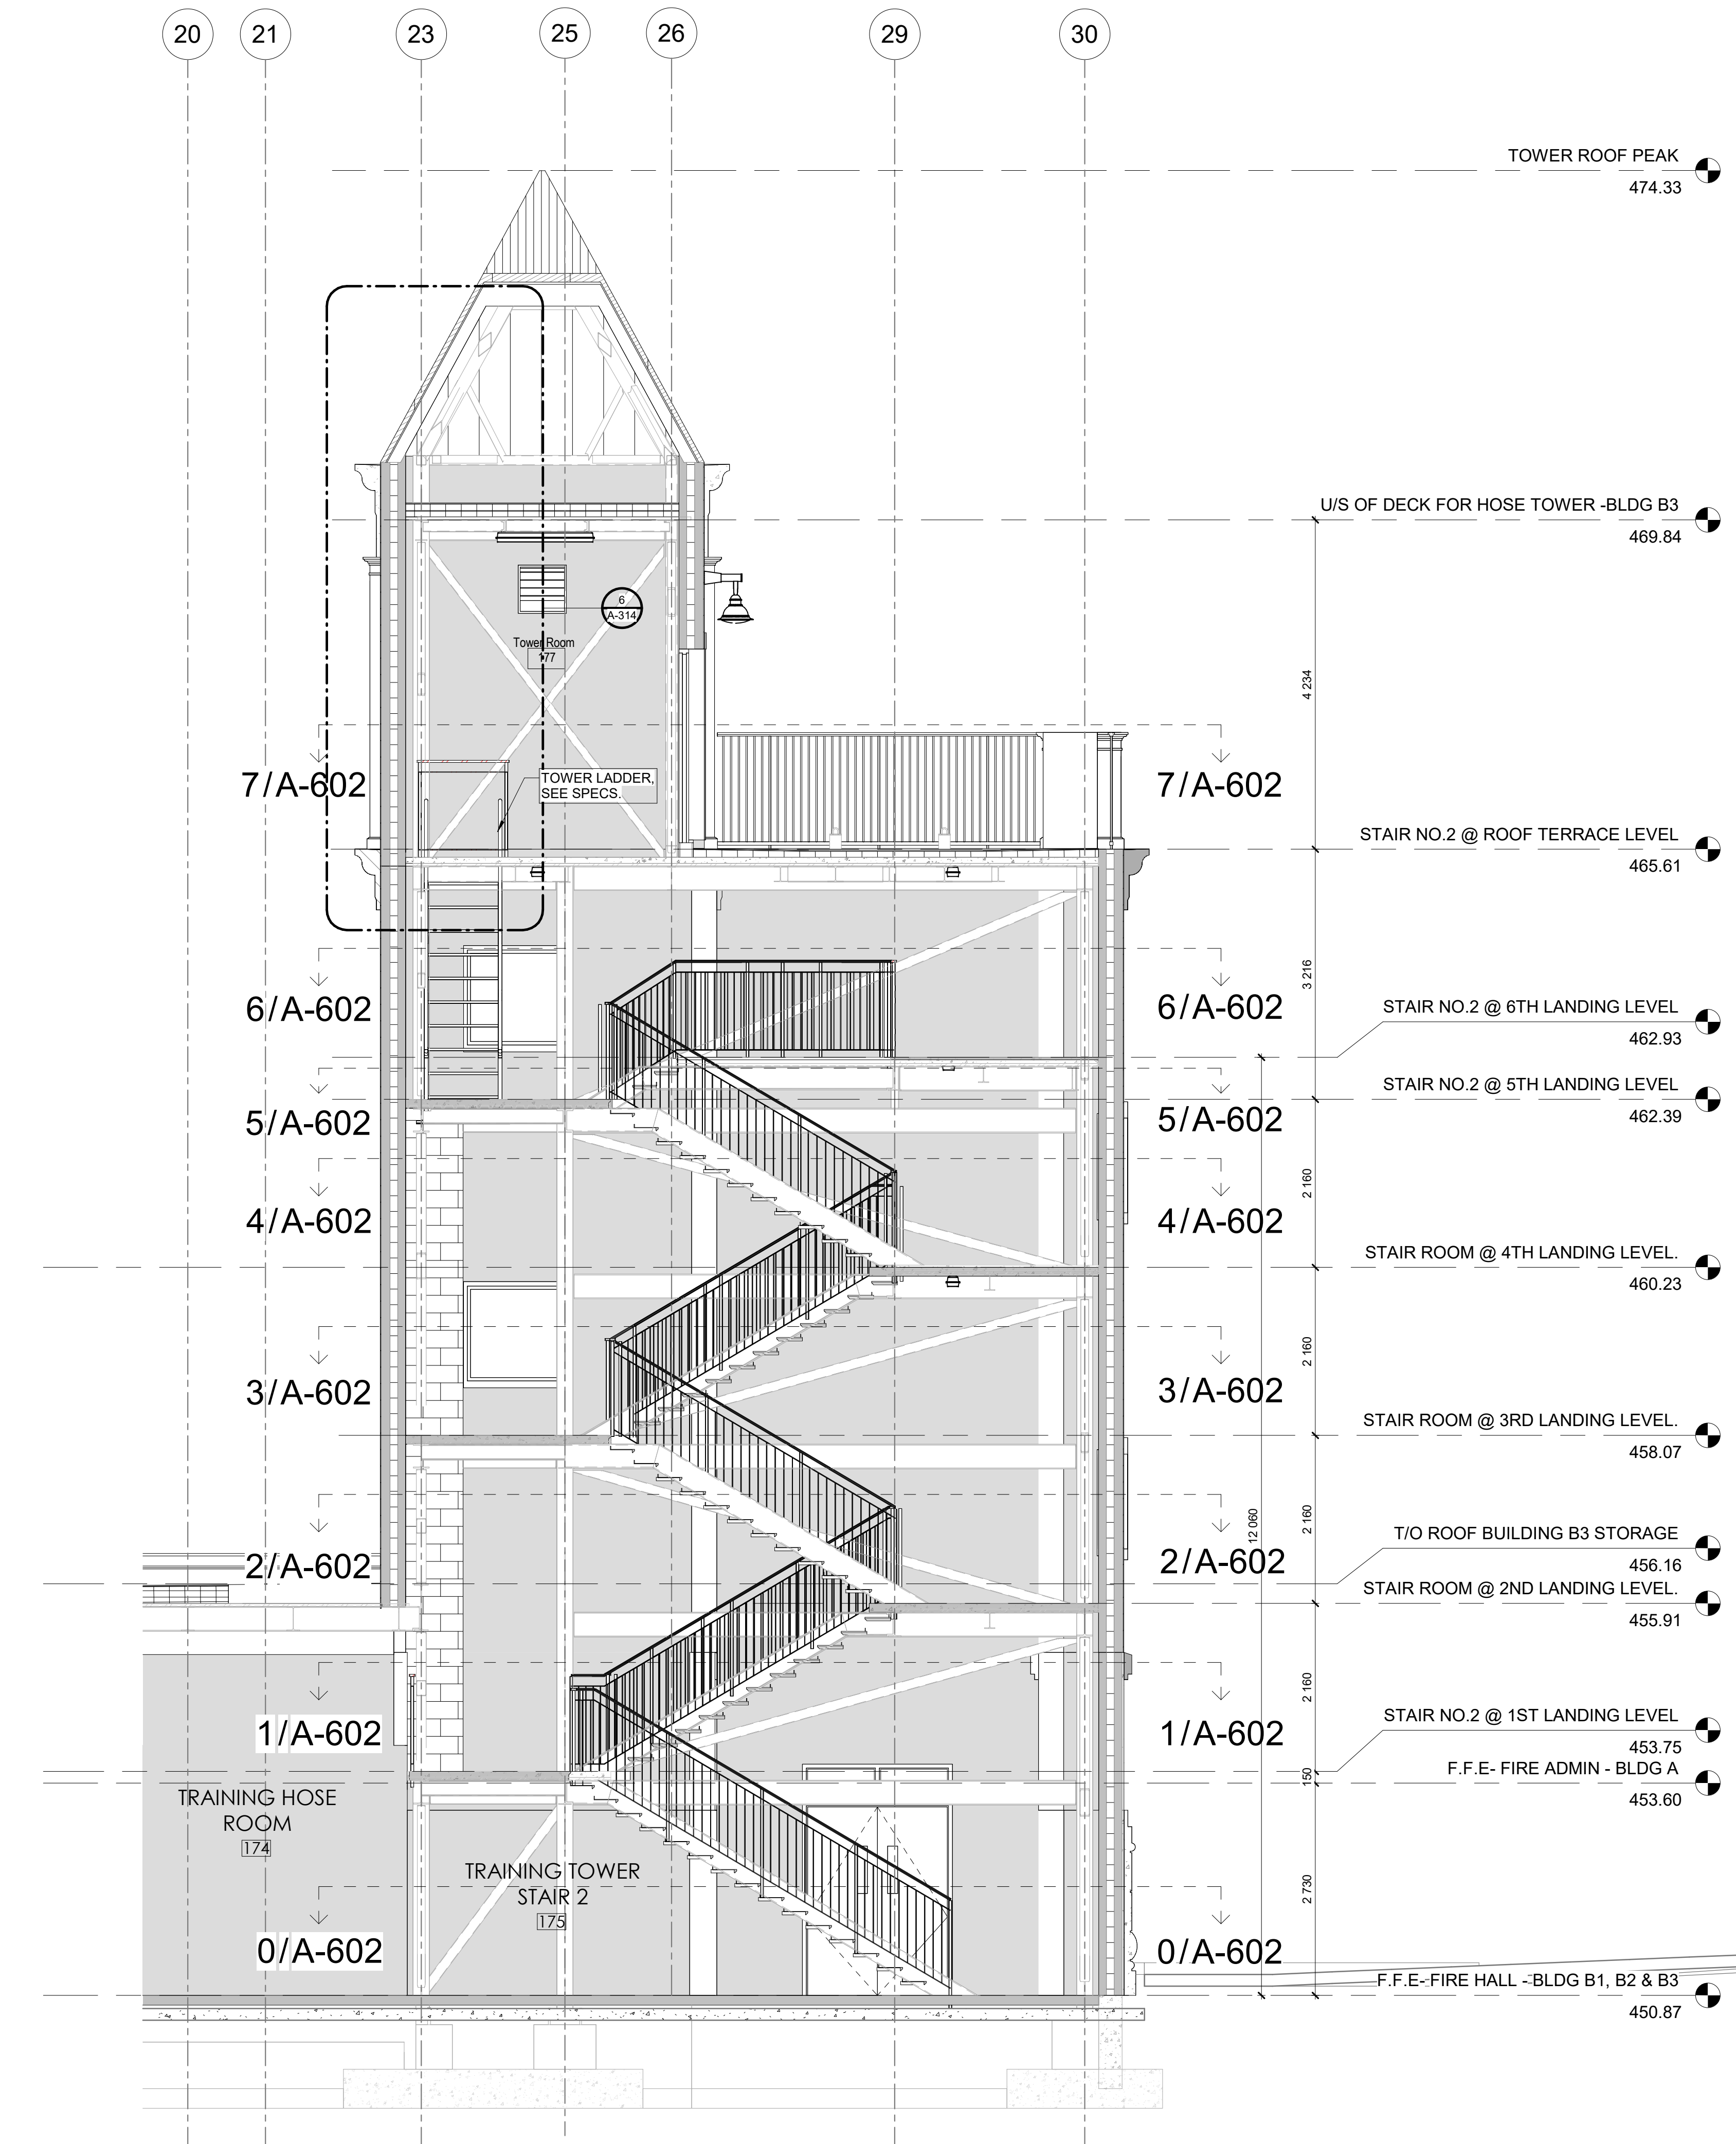 20
21
23
25
26
29
30
TOWER ROOF PEAK
474.33
U/S OF DECK FOR HOSE TOWER -BLDG B3
469.84
6
A-314
Tower Room
177
4 234
7/A-602
7/A-602
TOWER LADDER,
SEE SPECS.
STAIR NO.2 @ ROOF TERRACE LEVEL
465.61
3 216
6/A-602
6/A-602
STAIR NO.2 @ 6TH LANDING LEVEL
462.93
STAIR NO.2 @ 5TH LANDING LEVEL
462.39
5/A-602
5/A-602
2 160
4/A-602
4/A-602
STAIR ROOM @ 4TH LANDING LEVEL.
460.23
2 160
3/A-602
3/A-602
STAIR ROOM @ 3RD LANDING LEVEL.
458.07
12 060
2 160
T/O ROOF BUILDING B3 STORAGE
456.16
2/A-602
2/A-602
STAIR ROOM @ 2ND LANDING LEVEL.
455.91
2 160
STAIR NO.2 @ 1ST LANDING LEVEL
453.75
1/A-602
1/A-602
F.F.E- FIRE ADMIN - BLDG A
453.60
150
TRAINING HOSE
ROOM
174
TRAINING TOWER
STAIR 2
175
2 730
0/A-602
0/A-602
F.F.E- FIRE HALL - BLDG B1, B2 & B3
450.87